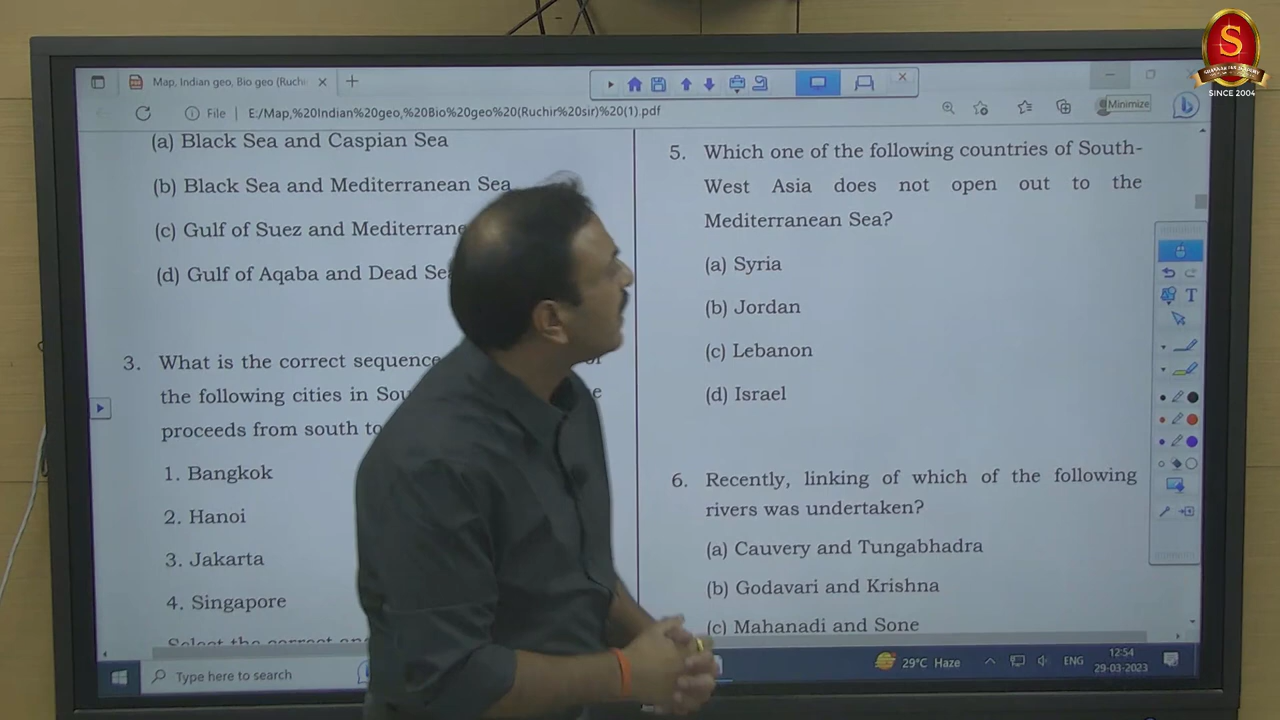 Map, Indian geo, Bio geo (Ruchi
File
E:/Map,%20Indian%20geo,%20Bio%20geo%20(Ruchir%20sir)%20(1).pdf
Minimize
S
SINCE 2004
(a) Black Sea and Caspian Sea
(b) Black Sea and Mediterranean Sea
(c) Gulf of Suez and Mediterrane
(d) Gulf of Aqaba and Dead Se
3. What is the correct sequence
the following cities in Sou
proceeds from south to
1. Bangkok
2. Hanoi
3. Jakarta
4. Singapore
5. Which one of the following countries of South-
West Asia does not open out to the
Mediterranean Sea?
(a) Syria
(b) Jordan
(c) Lebanon
(d) Israel
6. Recently, linking of which of the following
rivers was undertaken?
(a) Cauvery and Tungabhadra
(b) Godavari and Krishna
(c) Mahanadi and Sone
T
Type here to search
29°C Haze
ENG
12:54
29-03-2023